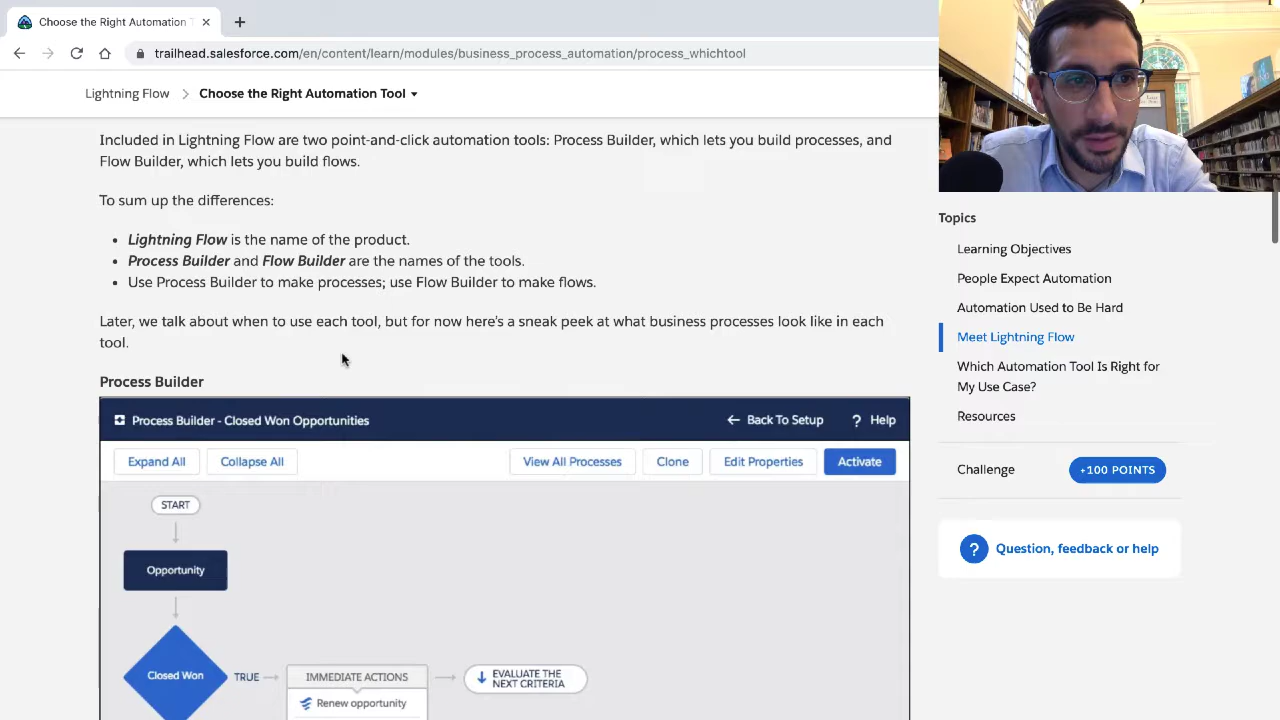 Choose the Right Automation T
trailhead.salesforce.com/en/content/learn/modules/business_process_automation/process_whichtool
Lightning Flow > Choose the Right Automation Tool
Included in Lightning Flow are two point-and-click automation tools: Process Builder, which lets you build processes, and
Flow Builder, which lets you build flows.
To sum up the differences:
• Lightning Flow is the name of the product.
• Process Builder and Flow Builder are the names of the tools.
• Use Process Builder to make processes; use Flow Builder to make flows.
Later, we talk about when to use each tool, but for now here's a sneak peek at what business processes look like in each
tool.
Process Builder
Process Builder - Closed Won Opportunities
Back To Setup
? Help
Expand All
Collapse All
View All Processes
Clone
Edit Properties
Activate
START
Opportunity
Closed Won
TRUE
IMMEDIATE ACTIONS
Renew opportunity
EVALUATE THE
NEXT CRITERIA
Topics
Learning Objectives
People Expect Automation
Automation Used to Be Hard
Meet Lightning Flow
Which Automation Tool Is Right for
My Use Case?
Resources
Challenge
+100 POINTS
? Question, feedback or help